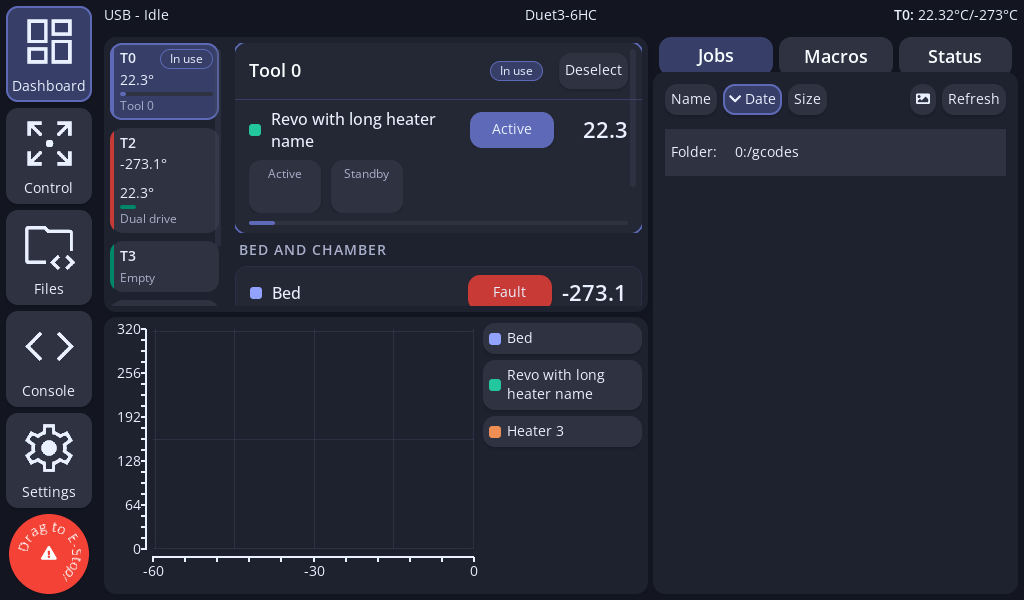 USB - Idle
Duet3-6HC
T0: 22.32°C/-273°C
Dashboard
Control
Files
Console
Settings
Drag to E-Stop!
T0
In use
22.3°
Tool 0
T2
-273.1°
22.3°
Dual drive
T3
Empty
Tool 0
In use
Deselect
Revo with long heater
name
Active
22.3
Active
Standby
BED AND CHAMBER
Bed
Fault
-273.1
320
256
192
128
64
0
-60
-30
0
Bed
Revo with long
heater name
Heater 3
Jobs
Macros
Status
Name
Date
Size
Refresh
Folder: 0:/gcodes